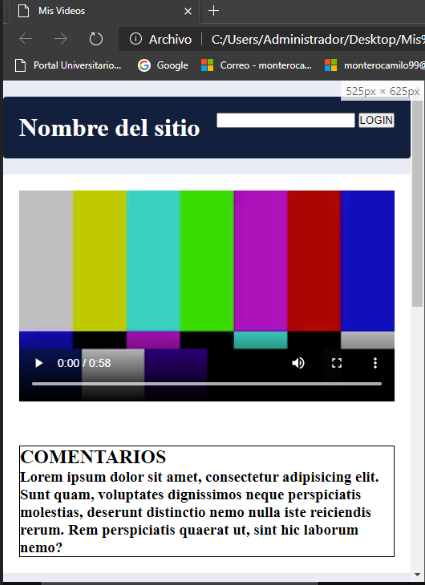 Mis Videos
Archivo C:/Users/Administrador/Desktop/Mis%
Portal Universitario... Google Correo - monteroca... monterocamilo99@
525px × 625px
Nombre del sitio LOGIN
0:00 / 0:58
COMENTARIOS
Lorem ipsum dolor sit amet, consectetur adipisicing elit.
Sunt quam, voluptates dignissimos neque perspiciatis
molestias, deserunt distinctio nemo nulla iste reiciendis
rerum. Rem perspiciatis quaerat ut, sint hic laborum
nemo?